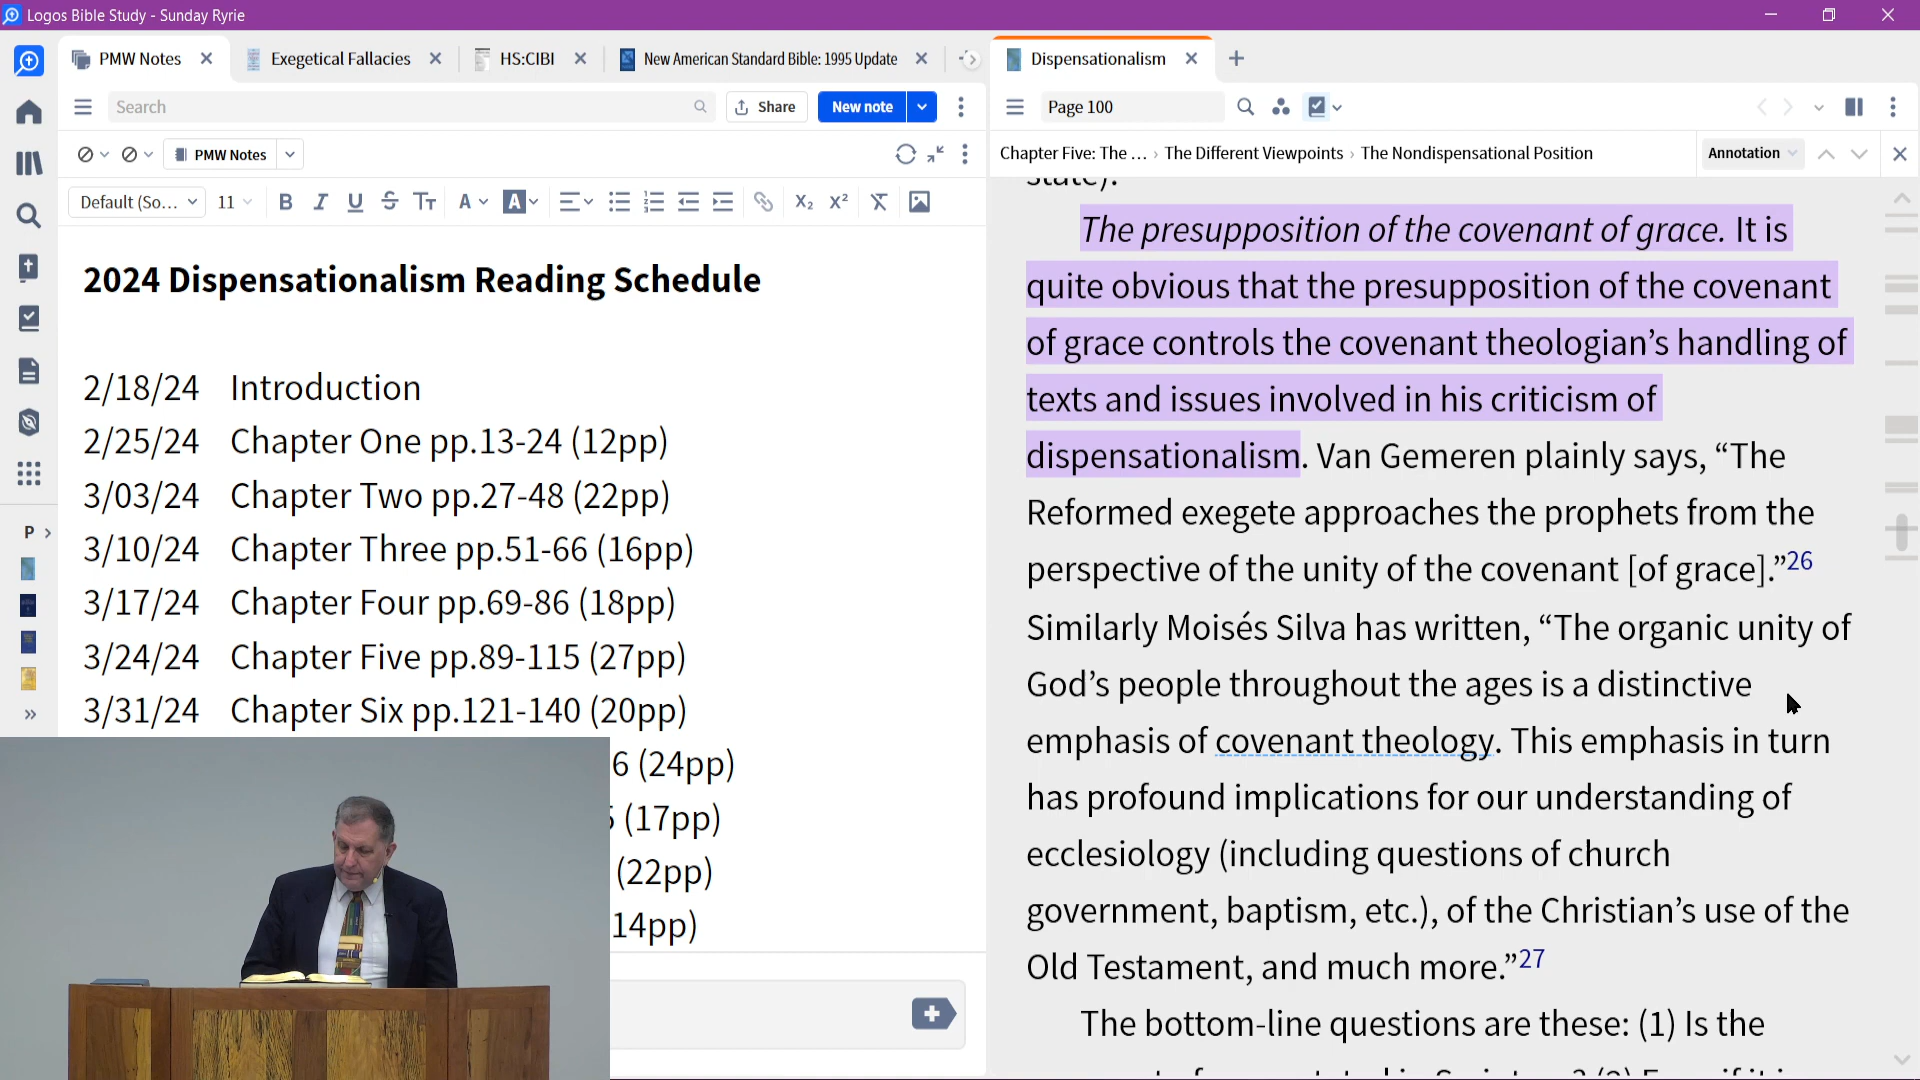 Logos Bible Study - Sunday Ryrie
PMW Notes
Exegetical Fallacies
HS:CIBI
New American Standard Bible: 1995 Update
Dispensationalism
Search
Share
New note
Page 100
PMW Notes
Chapter Five: The ... › The Different Viewpoints › The Nondispensational Position
Annotation
Default (So...
11
2024 Dispensationalism Reading Schedule
2/18/24 Introduction
2/25/24 Chapter One pp.13-24 (12pp)
3/03/24 Chapter Two pp.27-48 (22pp)
3/10/24 Chapter Three pp.51-66 (16pp)
3/17/24 Chapter Four pp.69-86 (18pp)
3/24/24 Chapter Five pp.89-115 (27pp)
3/31/24 Chapter Six pp.121-140 (20pp)
6 (24pp)
(17pp)
(22pp)
14pp)
P
state).
The presupposition of the covenant of grace. It is
quite obvious that the presupposition of the covenant
of grace controls the covenant theologian’s handling of
texts and issues involved in his criticism of
dispensationalism. Van Gemeren plainly says, “The
Reformed exegete approaches the prophets from the
perspective of the unity of the covenant [of grace].”26
Similarly Moisés Silva has written, “The organic unity of
God’s people throughout the ages is a distinctive
emphasis of covenant theology. This emphasis in turn
has profound implications for our understanding of
ecclesiology (including questions of church
government, baptism, etc.), of the Christian’s use of the
Old Testament, and much more.”27
The bottom-line questions are these: (1) Is the